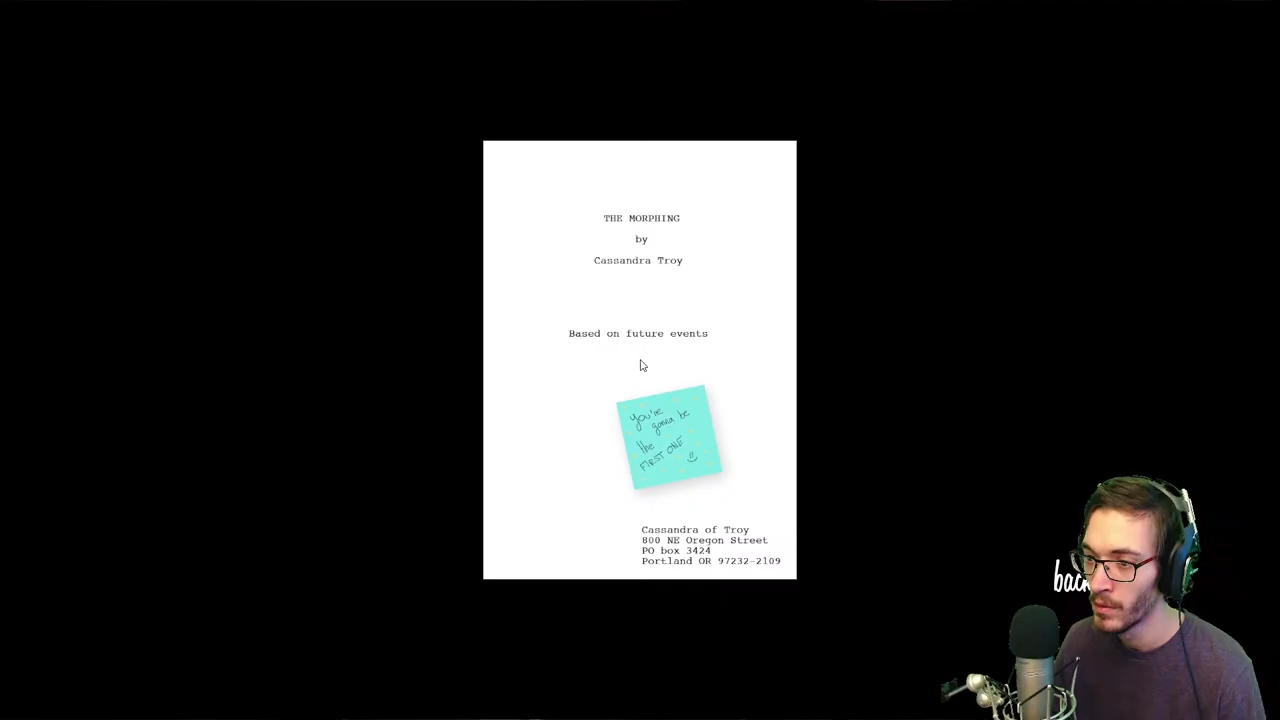 THE MORPHING
by
Cassandra Troy
Based on future events
you're
gonna be
the
FIRST ONE
Cassandra of Troy
800 NE Oregon Street
PO box 3424
Portland OR 97232-2109
back